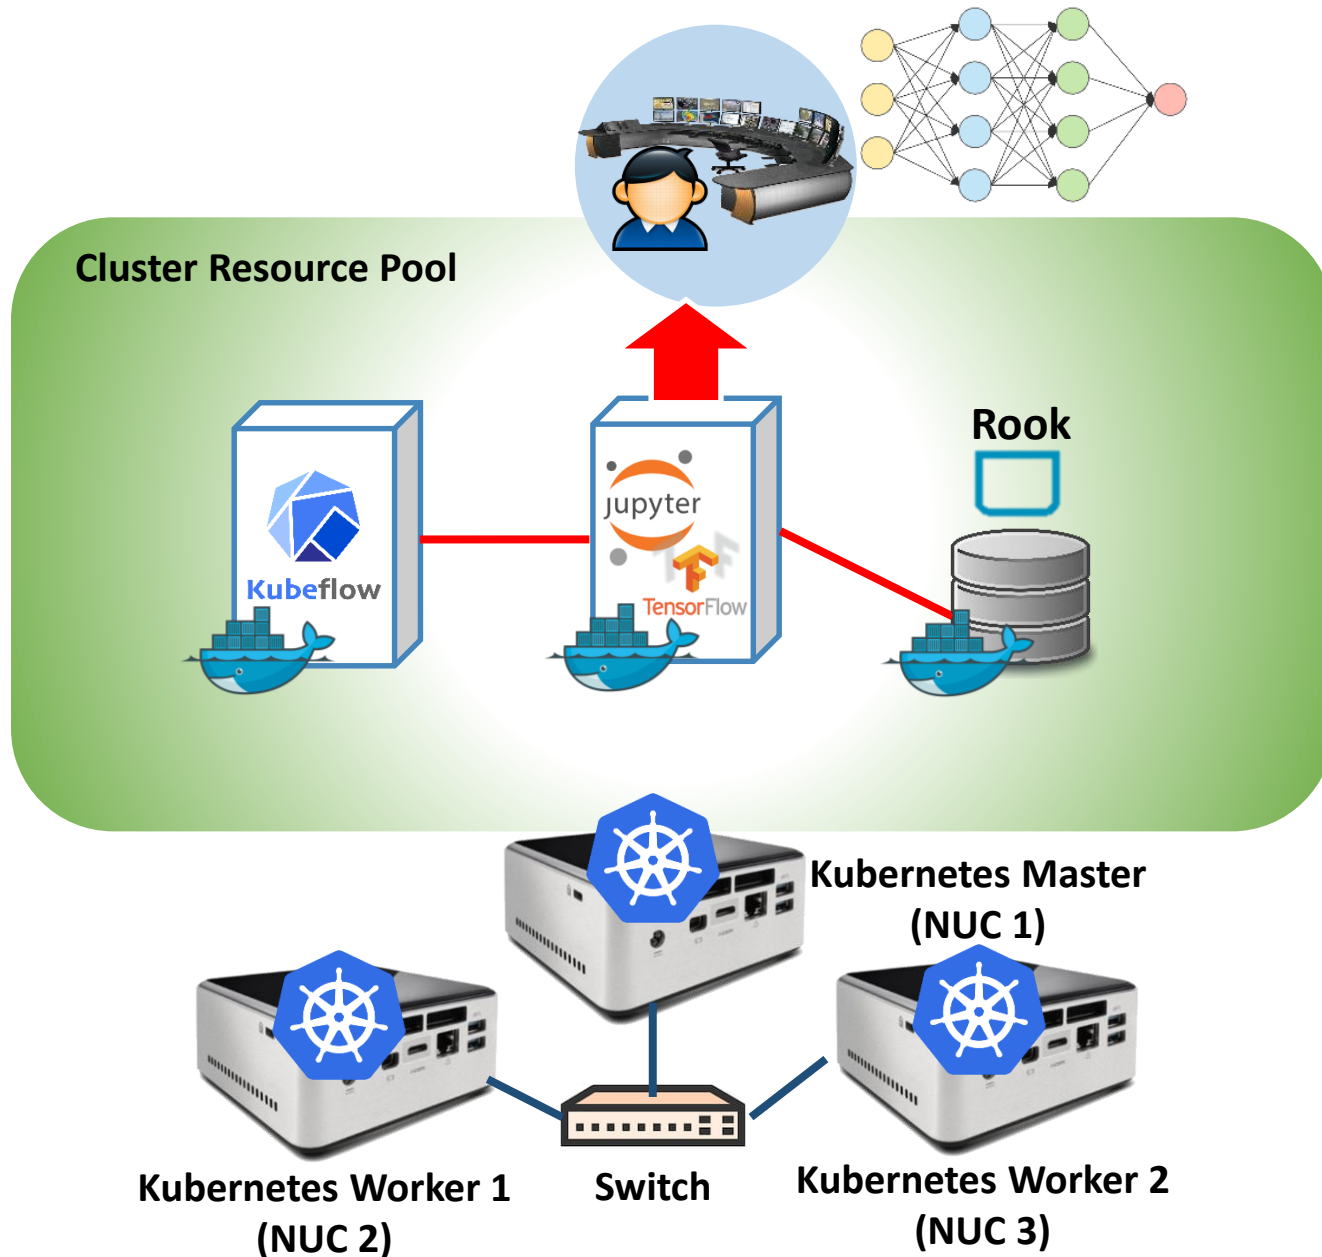 Cluster Resource Pool
Rook
jupyter
Kubeflow
TensorFlow
Kubernetes Master
(NUC 1)
Kubernetes Worker 1
(NUC 2)
Switch
Kubernetes Worker 2
(NUC 3)